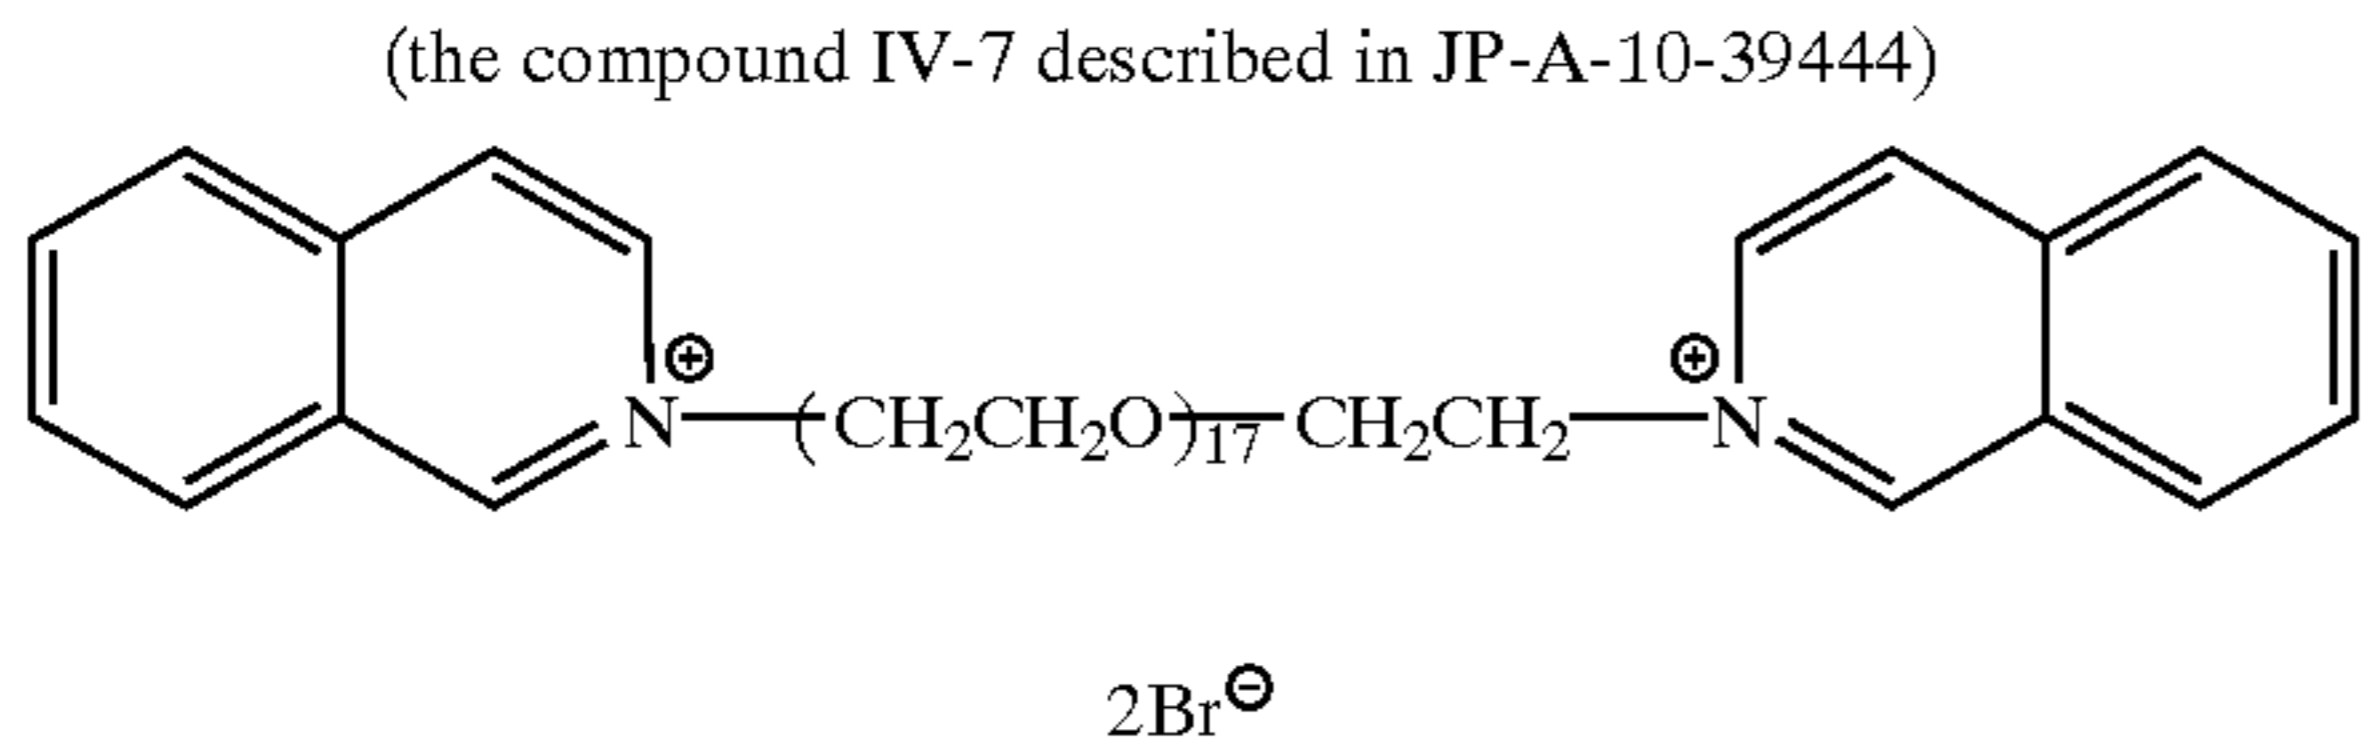 (the compound IV-7 described in JP-A-10-39444)
N⊕—(CH₂CH₂O)₁₇—CH₂CH₂—N⊕
2Br⊖